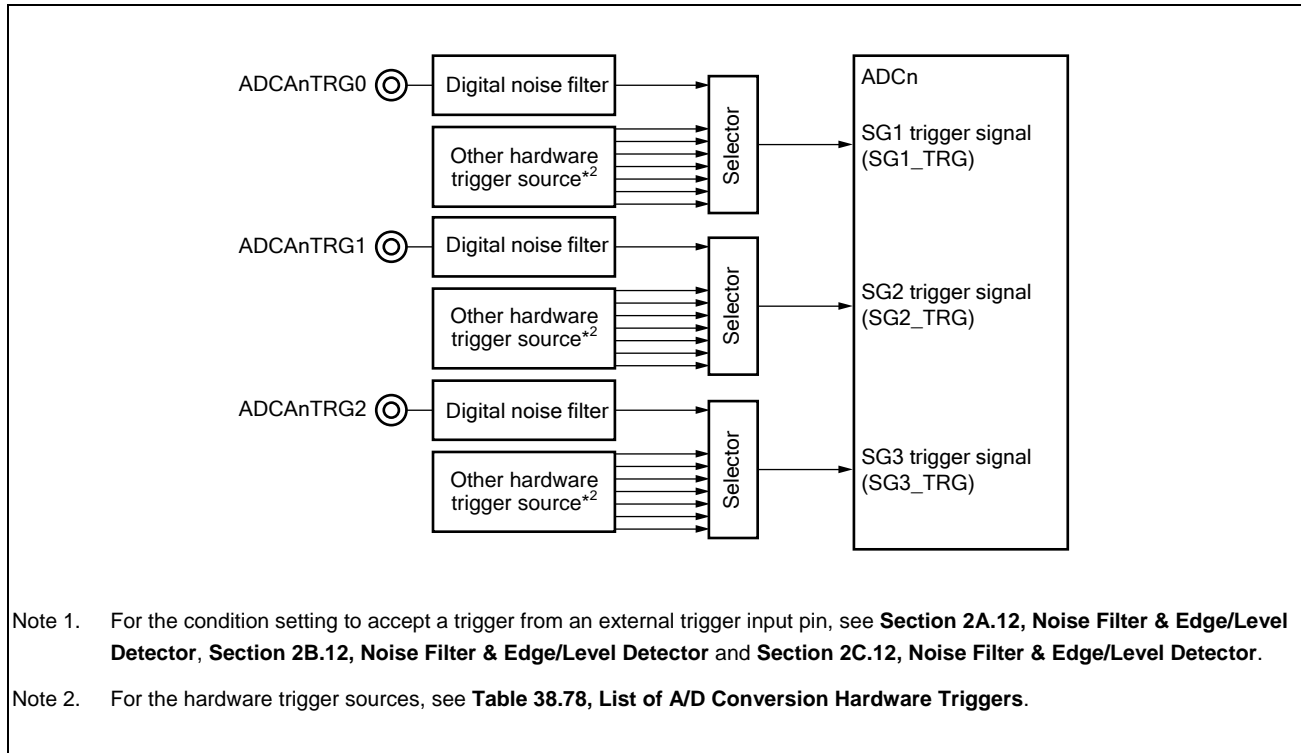 ADCAnTRG0
Digital noise filter
Other hardware
trigger source*2
Selector
ADCn
SG1 trigger signal
(SG1_TRG)
ADCAnTRG1
Digital noise filter
Other hardware
trigger source*2
Selector
SG2 trigger signal
(SG2_TRG)
ADCAnTRG2
Digital noise filter
Other hardware
trigger source*2
Selector
SG3 trigger signal
(SG3_TRG)
Note 1. For the condition setting to accept a trigger from an external trigger input pin, see Section 2A.12, Noise Filter & Edge/Level
Detector, Section 2B.12, Noise Filter & Edge/Level Detector and Section 2C.12, Noise Filter & Edge/Level Detector.
Note 2. For the hardware trigger sources, see Table 38.78, List of A/D Conversion Hardware Triggers.